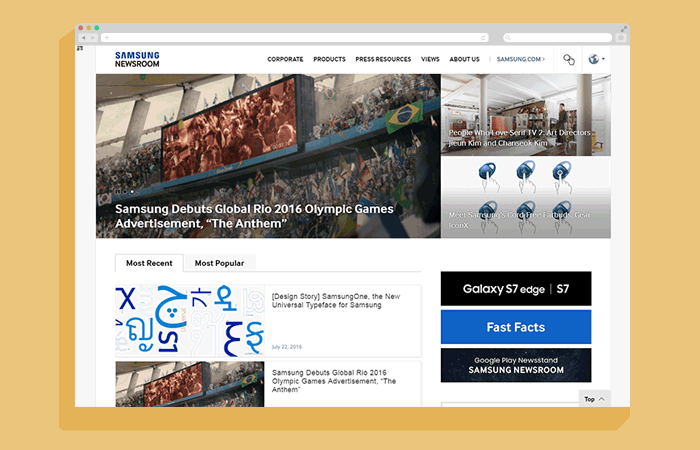 SAMSUNG
NEWSROOM
CORPORATE PRODUCTS PRESS RESOURCES VIEWS ABOUT US SAMSUNG.COM >
Samsung Debuts Global Rio 2016 Olympic Games
Advertisement, “The Anthem”
People Who Love Serif TV 2: Art Directors
Jieun Kim and Chanseok Kim
Meet Samsung's Cord-Free Earbuds, Gear
IconX
Most Recent Most Popular
[Design Story] SamsungOne, the New
Universal Typeface for Samsung
July 22, 2016
Samsung Debuts Global Rio 2016
Olympic Games Advertisement, “The
Anthem”
Galaxy S7 edge | S7
Fast Facts
Google Play Newsstand
SAMSUNG NEWSROOM
Top